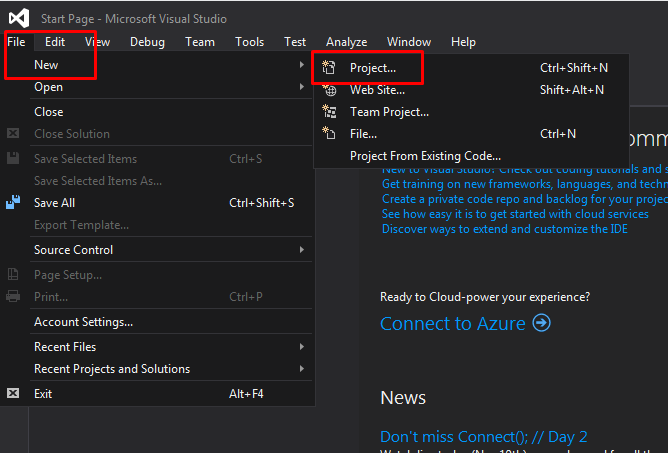 Start Page - Microsoft Visual Studio
File Edit View Debug Team Tools Test Analyze Window Help
New
Open
Close
Close Solution
Save Selected Items Ctrl+S
Save Selected Items As...
Save All Ctrl+Shift+S
Export Template...
Source Control
Page Setup...
Print... Ctrl+P
Account Settings...
Recent Files
Recent Projects and Solutions
Exit Alt+F4
Project... Ctrl+Shift+N
Web Site... Shift+Alt+N
Team Project...
File... Ctrl+N
Project From Existing Code...
omm
New to Visual Studio? Check out coding tutorials and s
Get training on new frameworks, languages, and techn
Create a private code repo and backlog for your projec
See how easy it is to get started with cloud services
Discover ways to extend and customize the IDE
Ready to Cloud-power your experience?
Connect to Azure
News
Don't miss Connect(); // Day 2